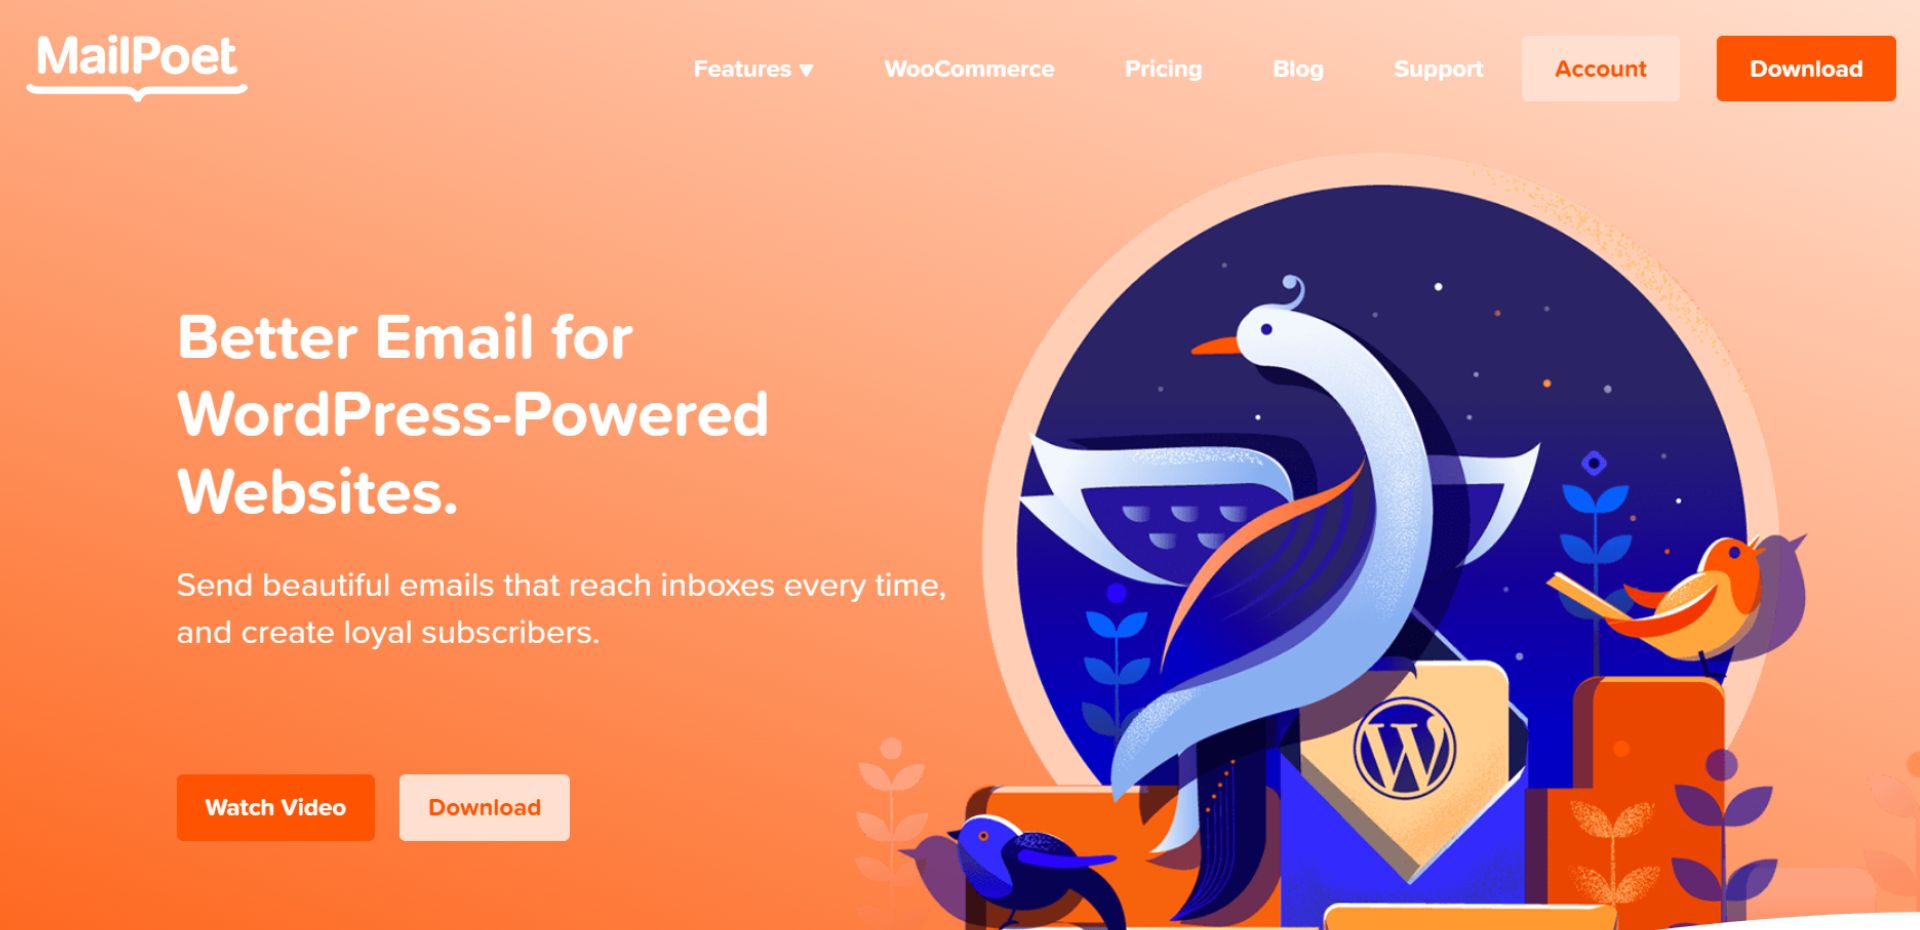 MailPoet
Features ▼ WooCommerce Pricing Blog Support Account Download
Better Email for
WordPress-Powered
Websites.
Send beautiful emails that reach inboxes every time,
and create loyal subscribers.
Watch Video Download
W